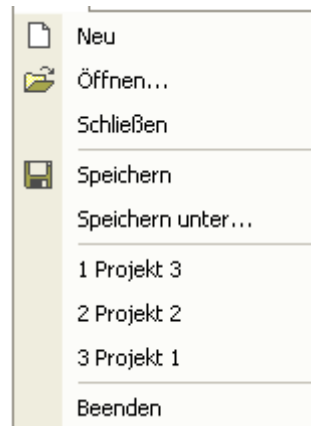 Neu
Öffnen...
Schließen
Speichern
Speichern unter...
1 Projekt 3
2 Projekt 2
3 Projekt 1
Beenden